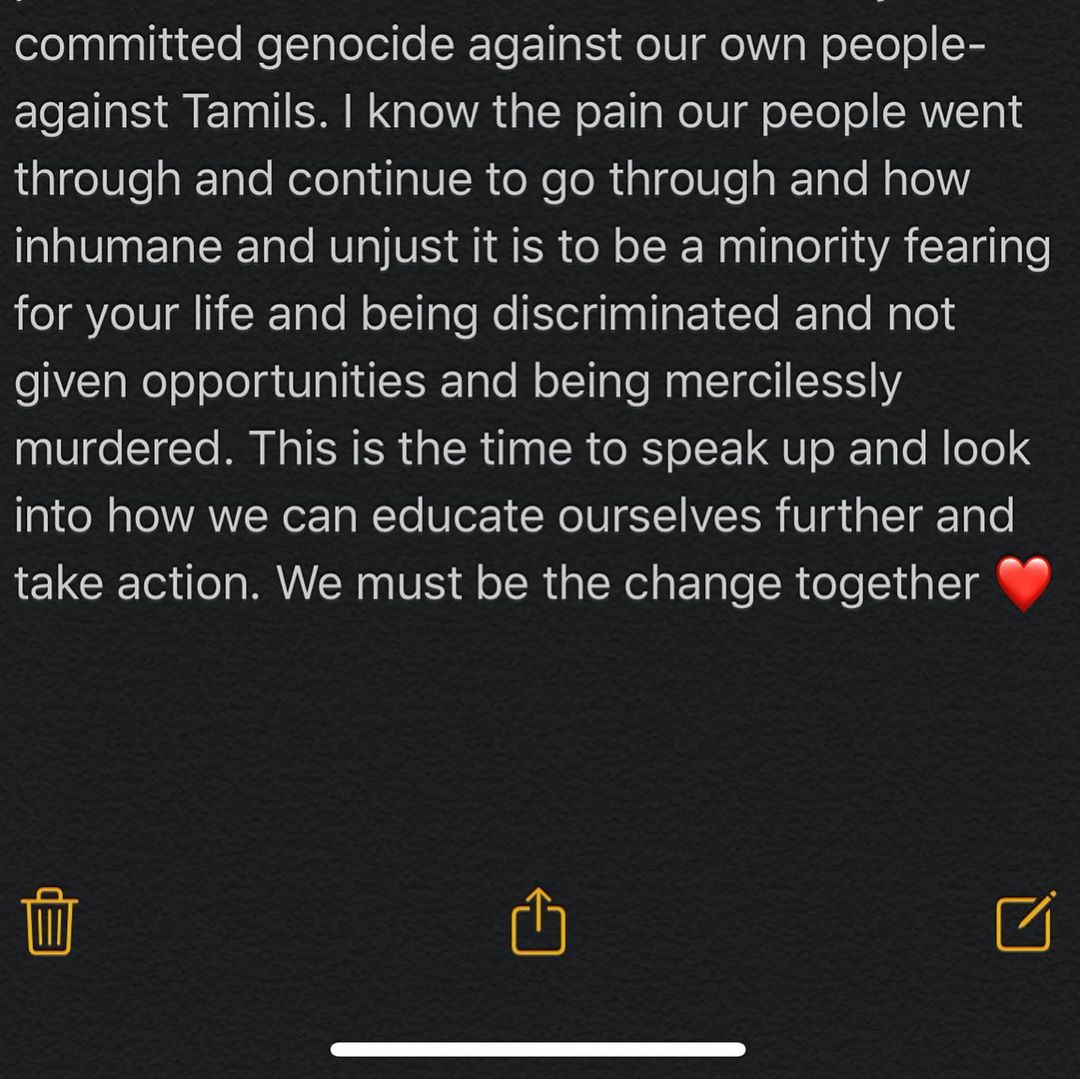 committed genocide against our own people-
against Tamils. I know the pain our people went
through and continue to go through and how
inhumane and unjust it is to be a minority fearing
for your life and being discriminated and not
given opportunities and being mercilessly
murdered. This is the time to speak up and look
into how we can educate ourselves further and
take action. We must be the change together ❤️